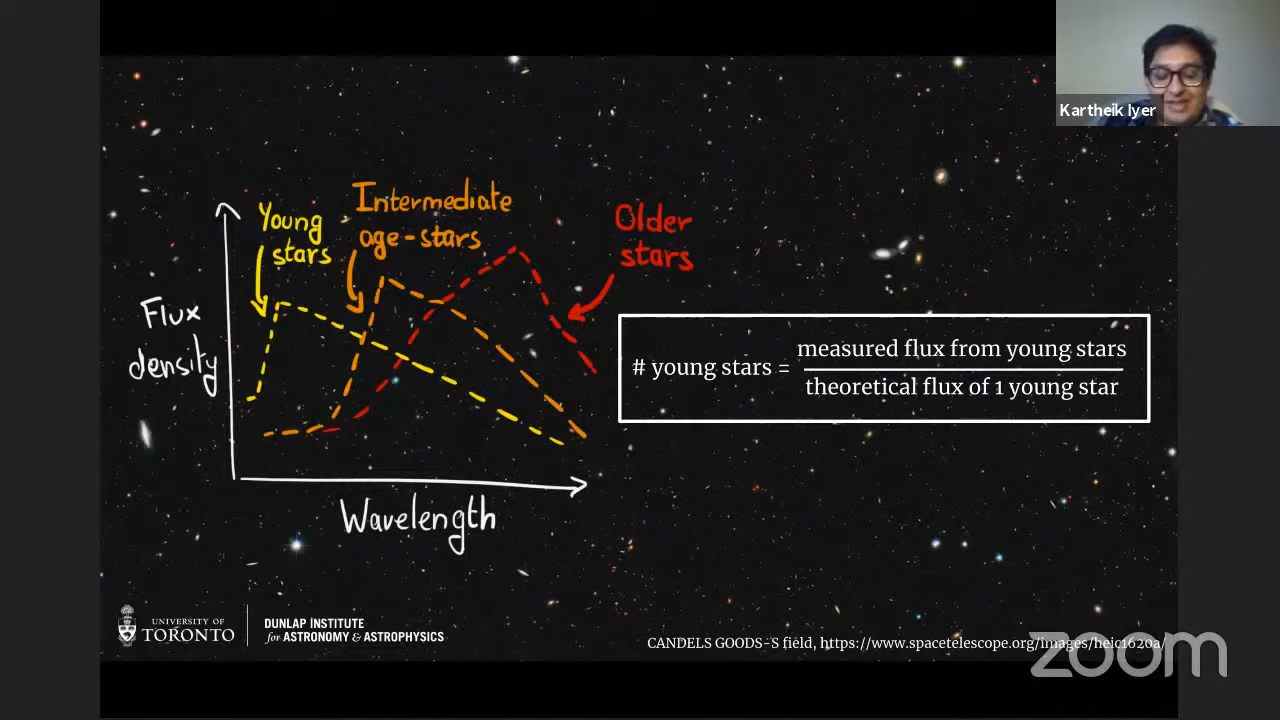 Kartheik Iyer
Young
stars
Intermediate
age-stars
Older
stars
Flux
density
Wavelength
# young stars =
measured flux from young stars
theoretical flux of 1 young star
UNIVERSITY OF
TORONTO
DUNLAP INSTITUTE
for ASTRONOMY & ASTROPHYSICS
CANDELS GOODS-S field, https://www.spacetelescope.org/images/heic1620a/
zoom